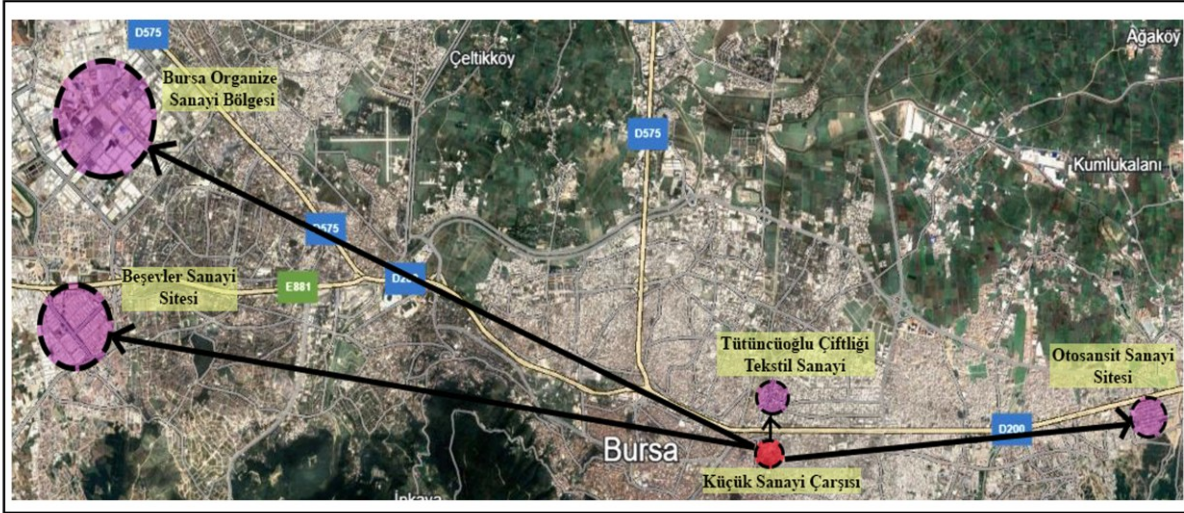 D575
Çeltikköy
Ağaköy
Bursa Organize
Sanayi Bölgesi
D575
Kumlukalanı
D575
Beşevler Sanayi
Sitesi
E881
Tütüncüoğlu Çiftliği
Tekstil Sanayi
Otosansit Sanayi
Sitesi
D200
Bursa
Küçük Sanayi Çarşısı